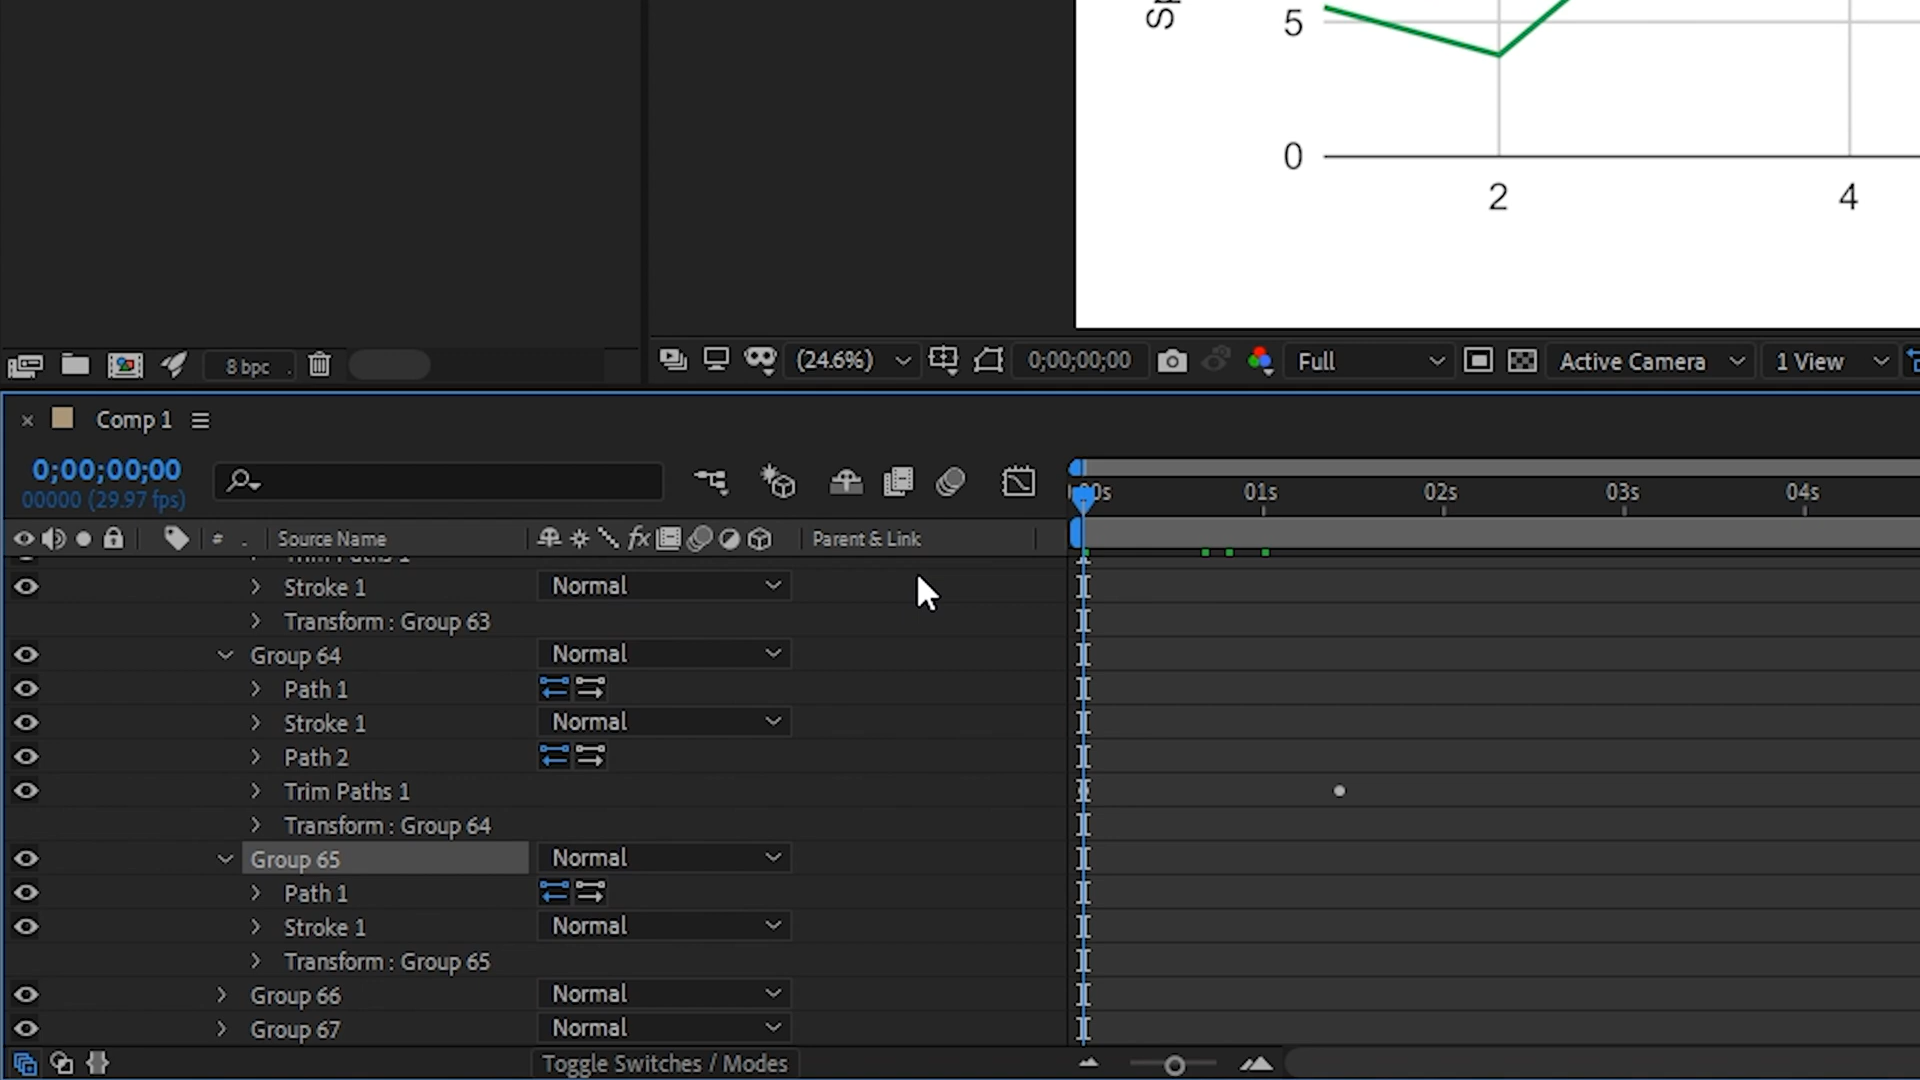 5
0
2
4
8 bpc
(24.6%)
0;00;00;00
Full
Active Camera
1 View
Comp 1
0;00;00;00
00000 (29.97 fps)
01s
02s
03s
04s
#
Source Name
fx
Parent & Link
Trim Paths 1
Stroke 1
Normal
Transform : Group 63
Group 64
Normal
Path 1
Stroke 1
Normal
Path 2
Trim Paths 1
Transform : Group 64
Group 65
Normal
Path 1
Stroke 1
Normal
Transform : Group 65
Group 66
Normal
Group 67
Normal
Toggle Switches / Modes